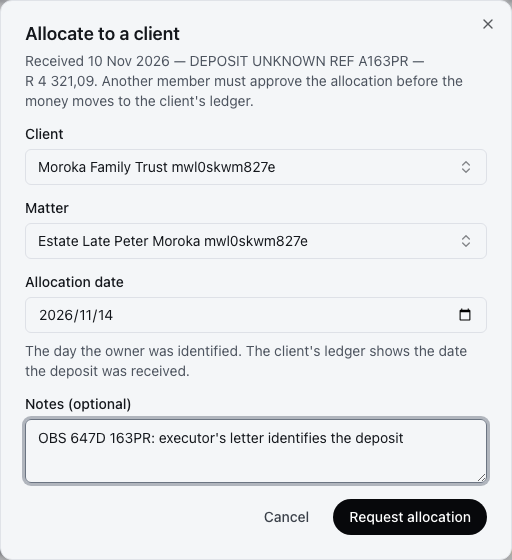 Allocate to a client
Received 10 Nov 2026 — DEPOSIT UNKNOWN REF A163PR —
R 4 321,09. Another member must approve the allocation before the
money moves to the client's ledger.
Client
Moroka Family Trust mwl0skwm827e
Matter
Estate Late Peter Moroka mwl0skwm827e
Allocation date
2026/11/14
The day the owner was identified. The client's ledger shows the date
the deposit was received.
Notes (optional)
OBS 647D 163PR: executor's letter identifies the deposit
Cancel
Request allocation